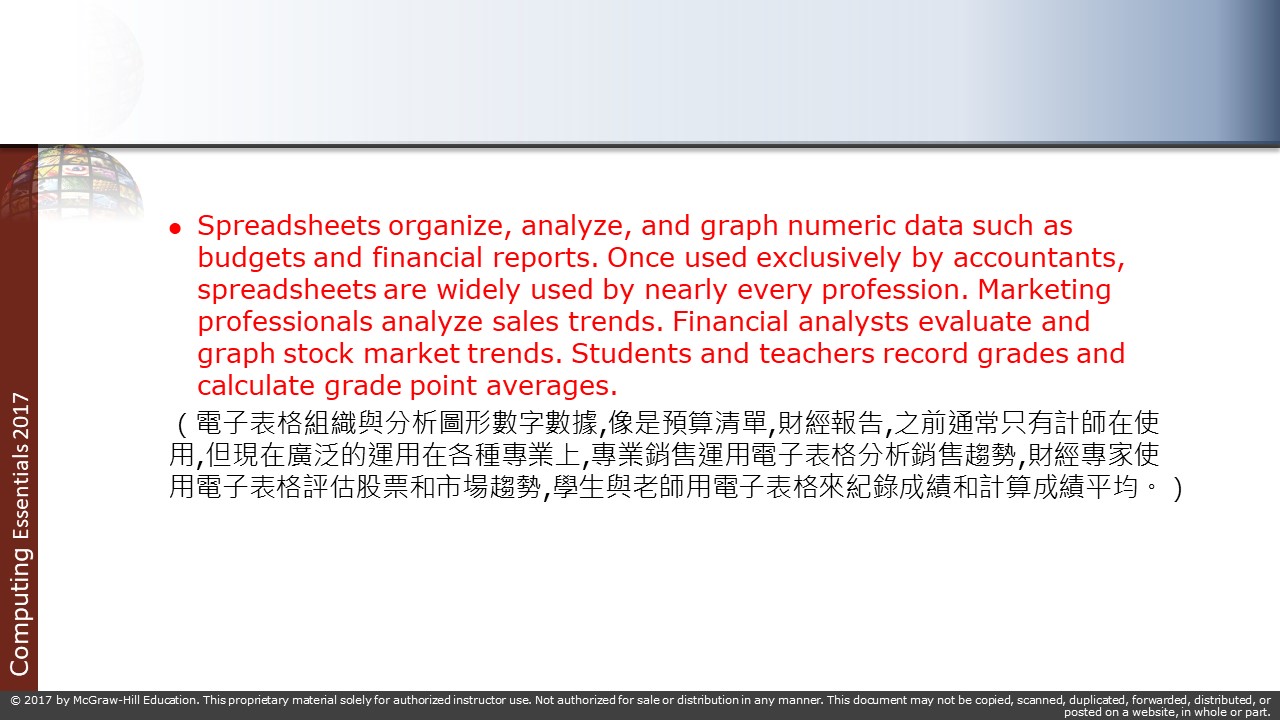 ● Spreadsheets organize, analyze, and graph numeric data such as
budgets and financial reports. Once used exclusively by accountants,
spreadsheets are widely used by nearly every profession. Marketing
professionals analyze sales trends. Financial analysts evaluate and
graph stock market trends. Students and teachers record grades and
calculate grade point averages.
（電子表格組織與分析圖形數字數據,像是預算清單,財經報告,之前通常只有計師在使
用,但現在廣泛的運用在各種專業上,專業銷售運用電子表格分析銷售趨勢,財經專家使
用電子表格評估股票和市場趨勢,學生與老師用電子表格來紀錄成績和計算成績平均。）
Computing Essentials 2017
© 2017 by McGraw-Hill Education. This proprietary material solely for authorized instructor use. Not authorized for sale or distribution in any manner. This document may not be copied, scanned, duplicated, forwarded, distributed, or
posted on a website, in whole or part.